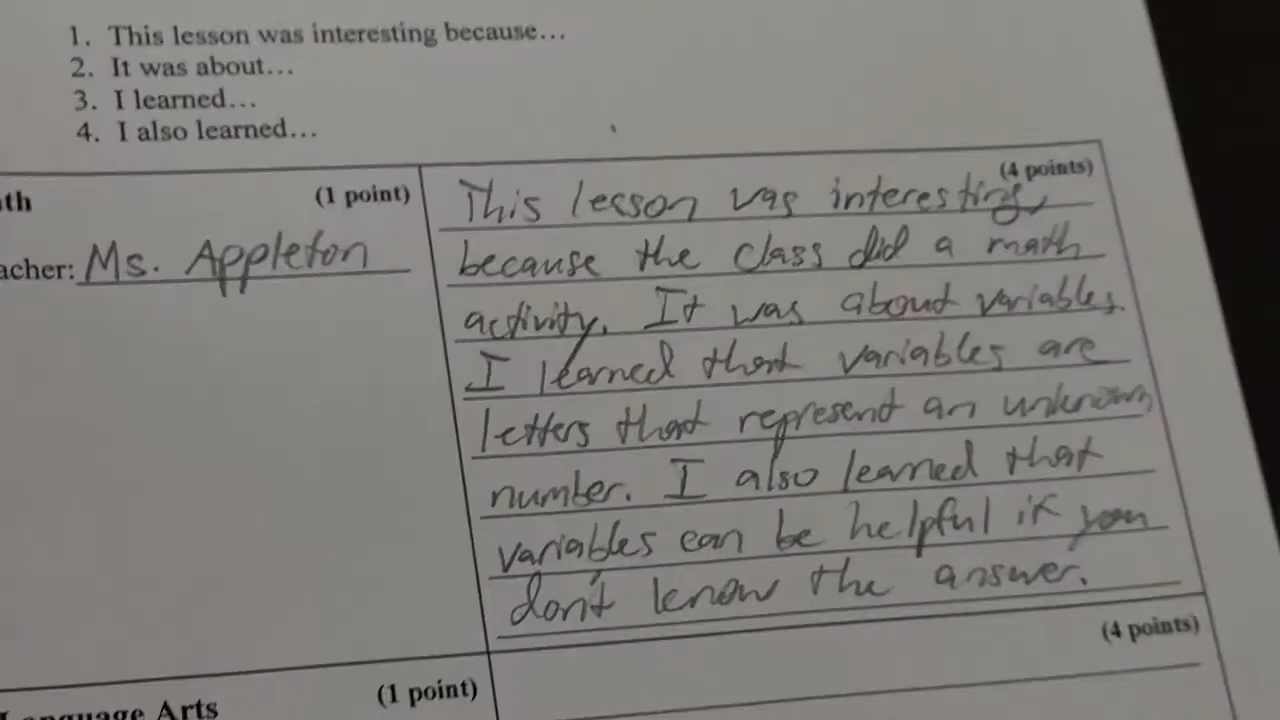 1. This lesson was interesting because...
2. It was about...
3. I learned...
4. I also learned...
(1 point)
(4 points)
This lesson was interesting,
because the class did a math
activity. It was about variables.
I learned that variables are
letters that represent an unknown
number. I also learned that
variables can be helpful if you
don't know the answer.
acher: Ms. Appleton
(1 point)
(4 points)
Language Arts